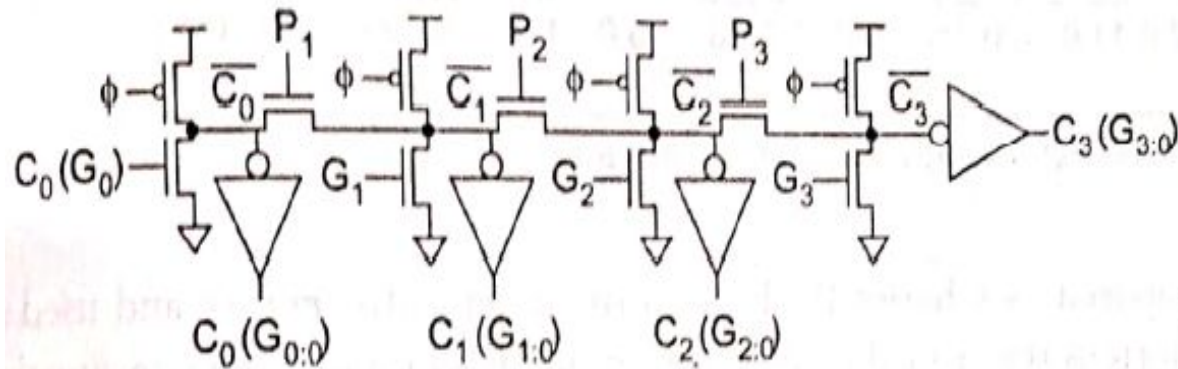 P₁ P₂ P₃
ϕ C̅₀ ϕ C̅₁ ϕ C̅₂ ϕ C̅₃
C₀(G₀) G₁ G₂ G₃ C₃(G₃:₀)
C₀(G₀:₀) C₁(G₁:₀) C₂(G₂:₀)